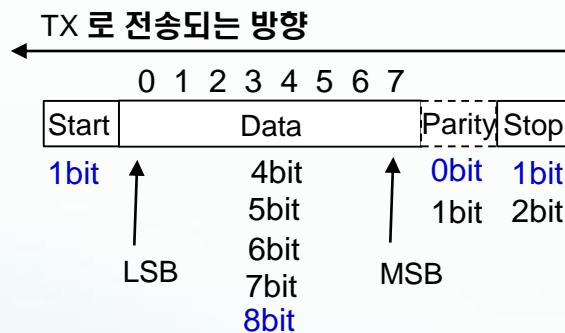 TX 로 전송되는 방향
0 1 2 3 4 5 6 7
Start Data Parity Stop
1bit 4bit 0bit 1bit
5bit 1bit 2bit
6bit
LSB 7bit MSB
8bit